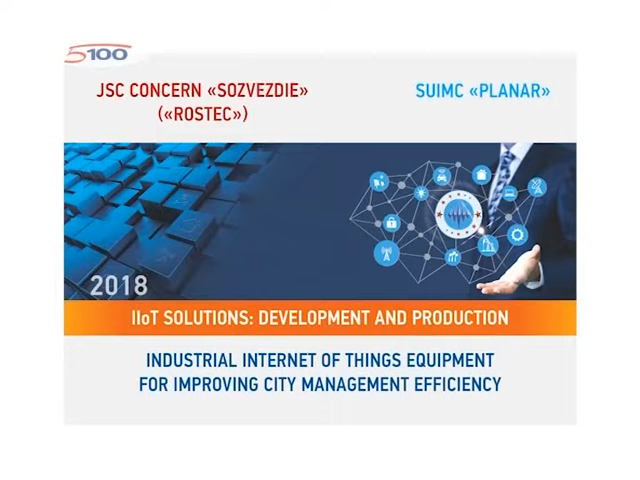 5100
JSC CONCERN «SOZVEZDIE»
(«ROSTEC»)
SUIMC «PLANAR»
2018
IIoT SOLUTIONS: DEVELOPMENT AND PRODUCTION
INDUSTRIAL INTERNET OF THINGS EQUIPMENT
FOR IMPROVING CITY MANAGEMENT EFFICIENCY